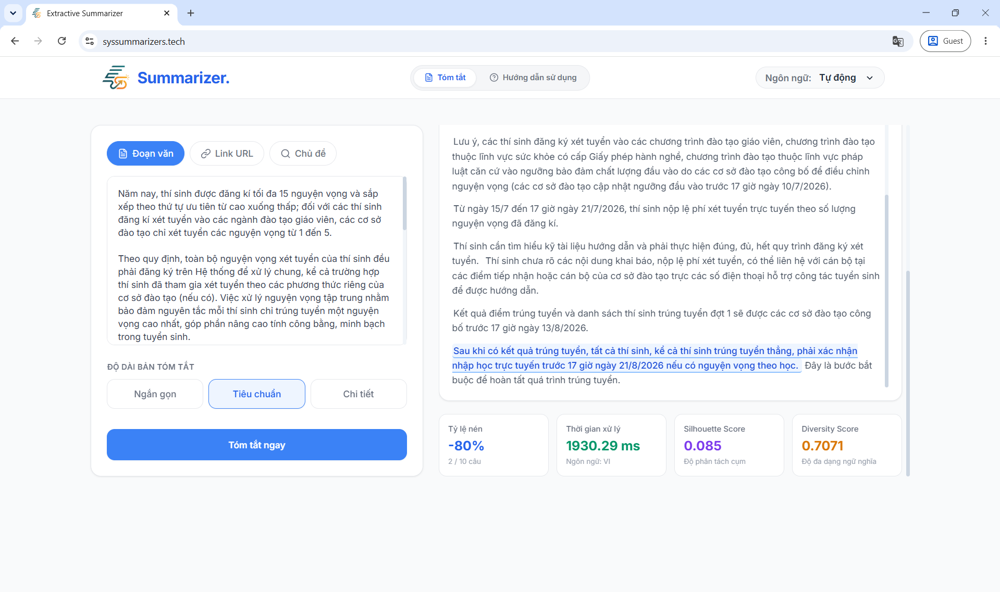 Extractive Summarizer
syssummarizers.tech
Guest
Summarizer.
Tóm tắt
Hướng dẫn sử dụng
Ngôn ngữ: Tự động
Đoạn văn
Link URL
Chủ đề
Năm nay, thí sinh được đăng kí tối đa 15 nguyện vọng và sắp
xếp theo thứ tự ưu tiên từ cao xuống thấp; đối với các thí sinh
đăng kí xét tuyển vào các ngành đào tạo giáo viên, các cơ sở
đào tạo chỉ xét tuyển các nguyện vọng từ 1 đến 5.
Theo quy định, toàn bộ nguyện vọng xét tuyển của thí sinh đều
phải đăng ký trên Hệ thống để xử lý chung, kể cả trường hợp
thí sinh đã tham gia xét tuyển theo các phương thức riêng của
cơ sở đào tạo (nếu có). Việc xử lý nguyện vọng tập trung nhằm
bảo đảm nguyên tắc mỗi thí sinh chỉ trúng tuyển một nguyện
vọng cao nhất, góp phần nâng cao tính công bằng, minh bạch
trong tuyển sinh.
ĐỘ DÀI BẢN TÓM TẮT
Ngắn gọn
Tiêu chuẩn
Chi tiết
Tóm tắt ngay
Lưu ý, các thí sinh đăng ký xét tuyển vào các chương trình đào tạo giáo viên, chương trình đào tạo
thuộc lĩnh vực sức khỏe có cấp Giấy phép hành nghề, chương trình đào tạo thuộc lĩnh vực pháp
luật căn cứ vào ngưỡng bảo đảm chất lượng đầu vào do các cơ sở đào tạo công bố để điều chỉnh
nguyện vọng (các cơ sở đào tạo cập nhật ngưỡng đầu vào trước 17 giờ ngày 10/7/2026).
Từ ngày 15/7 đến 17 giờ ngày 21/7/2026, thí sinh nộp lệ phí xét tuyển trực tuyến theo số lượng
nguyện vọng đã đăng kí.
Thí sinh cần tìm hiểu kỹ tài liệu hướng dẫn và phải thực hiện đúng, đủ, hết quy trình đăng ký xét
tuyển. Thí sinh chưa rõ các nội dung khai báo, nộp lệ phí xét tuyển, có thể liên hệ với cán bộ tại
các điểm tiếp nhận hoặc cán bộ của cơ sở đào tạo trực các số điện thoại hỗ trợ công tác tuyển sinh
để được hướng dẫn.
Kết quả điểm trúng tuyển và danh sách thí sinh trúng tuyển đợt 1 sẽ được các cơ sở đào tạo công
bố trước 17 giờ ngày 13/8/2026.
Sau khi có kết quả trúng tuyển, tất cả thí sinh, kể cả thí sinh trúng tuyển thẳng, phải xác nhận
nhập học trực tuyến trước 17 giờ ngày 21/8/2026 nếu có nguyện vọng theo học. Đây là bước bắt
buộc để hoàn tất quá trình trúng tuyển.
Tỷ lệ nén
-80%
2 / 10 câu
Thời gian xử lý
1930.29 ms
Ngôn ngữ: VI
Silhouette Score
0.085
Độ phân tách cụm
Diversity Score
0.7071
Độ đa dạng ngữ nghĩa